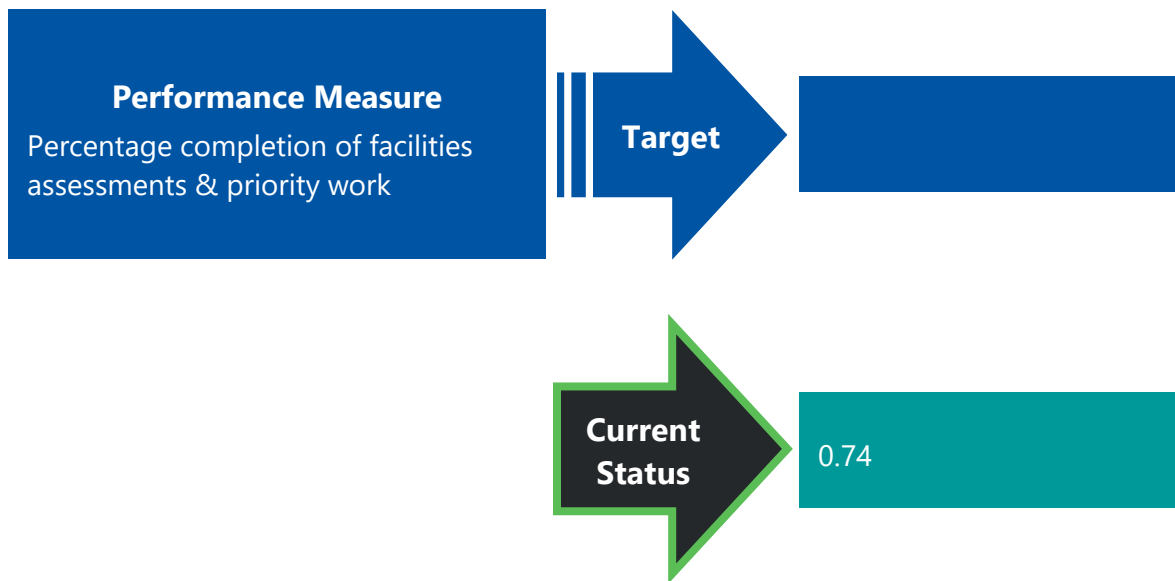 Performance Measure
Percentage completion of facilities
assessments & priority work
Target
Current
Status
0.74